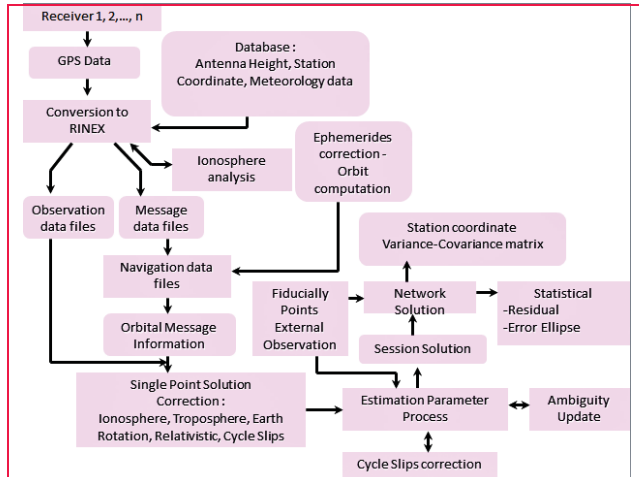 Receiver 1, 2,..., n
GPS Data
Database :
Antenna Height, Station
Coordinate, Meteorology data
Conversion to
RINEX
Ionosphere
analysis
Ephemerides
correction -
Orbit
computation
Observation
data files
Message
data files
Station coordinate
Variance-Covariance matrix
Navigation data
files
Fiducially
Points
External
Observation
Network
Solution
Statistical
-Residual
-Error Ellipse
Orbital Message
Information
Session Solution
Single Point Solution
Correction :
Ionosphere, Troposphere, Earth
Rotation, Relativistic, Cycle Slips
Estimation Parameter
Process
Ambiguity
Update
Cycle Slips correction